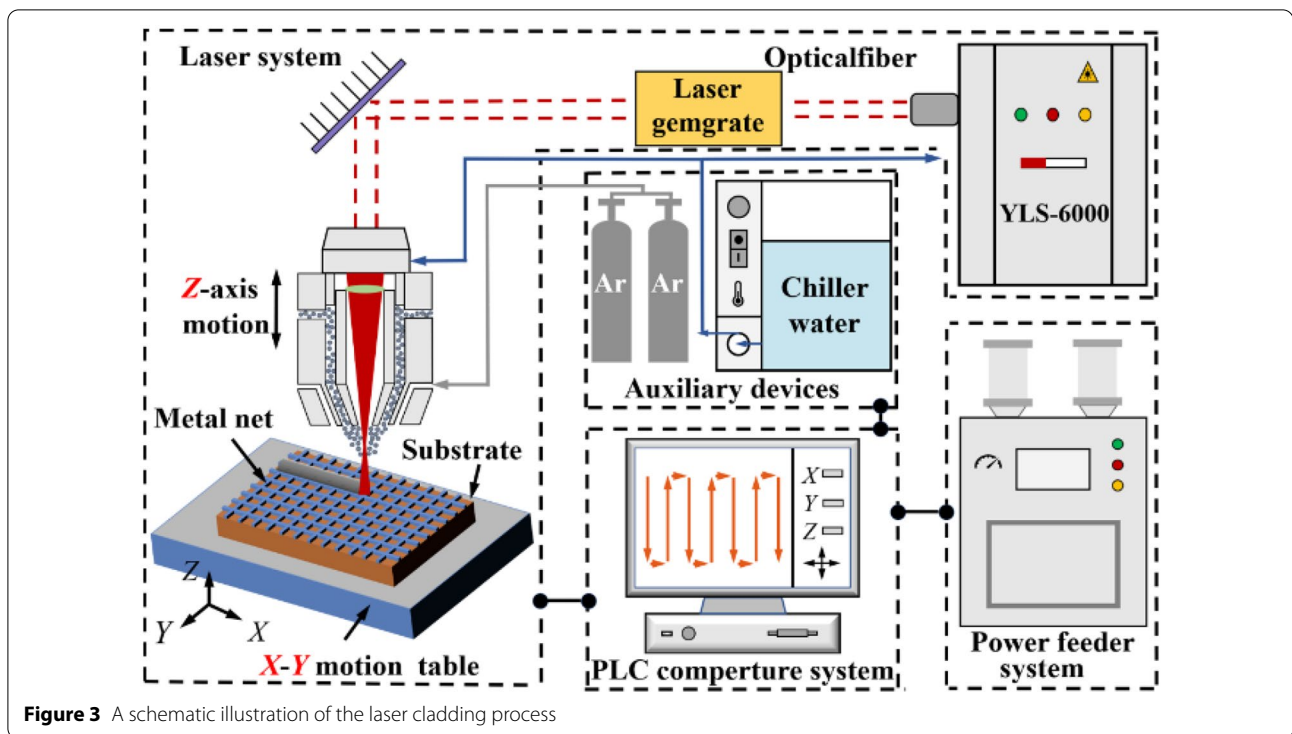 Laser system
Opticalfiber
Laser
gemgrate
YLS-6000
Z-axis
motion
Ar
Ar
Chiller
water
Auxiliary devices
Metal net
Substrate
X
Y
Z
Z
Y
X
X-Y motion table
PLC comperture system
Power feeder
system
Figure 3 A schematic illustration of the laser cladding process